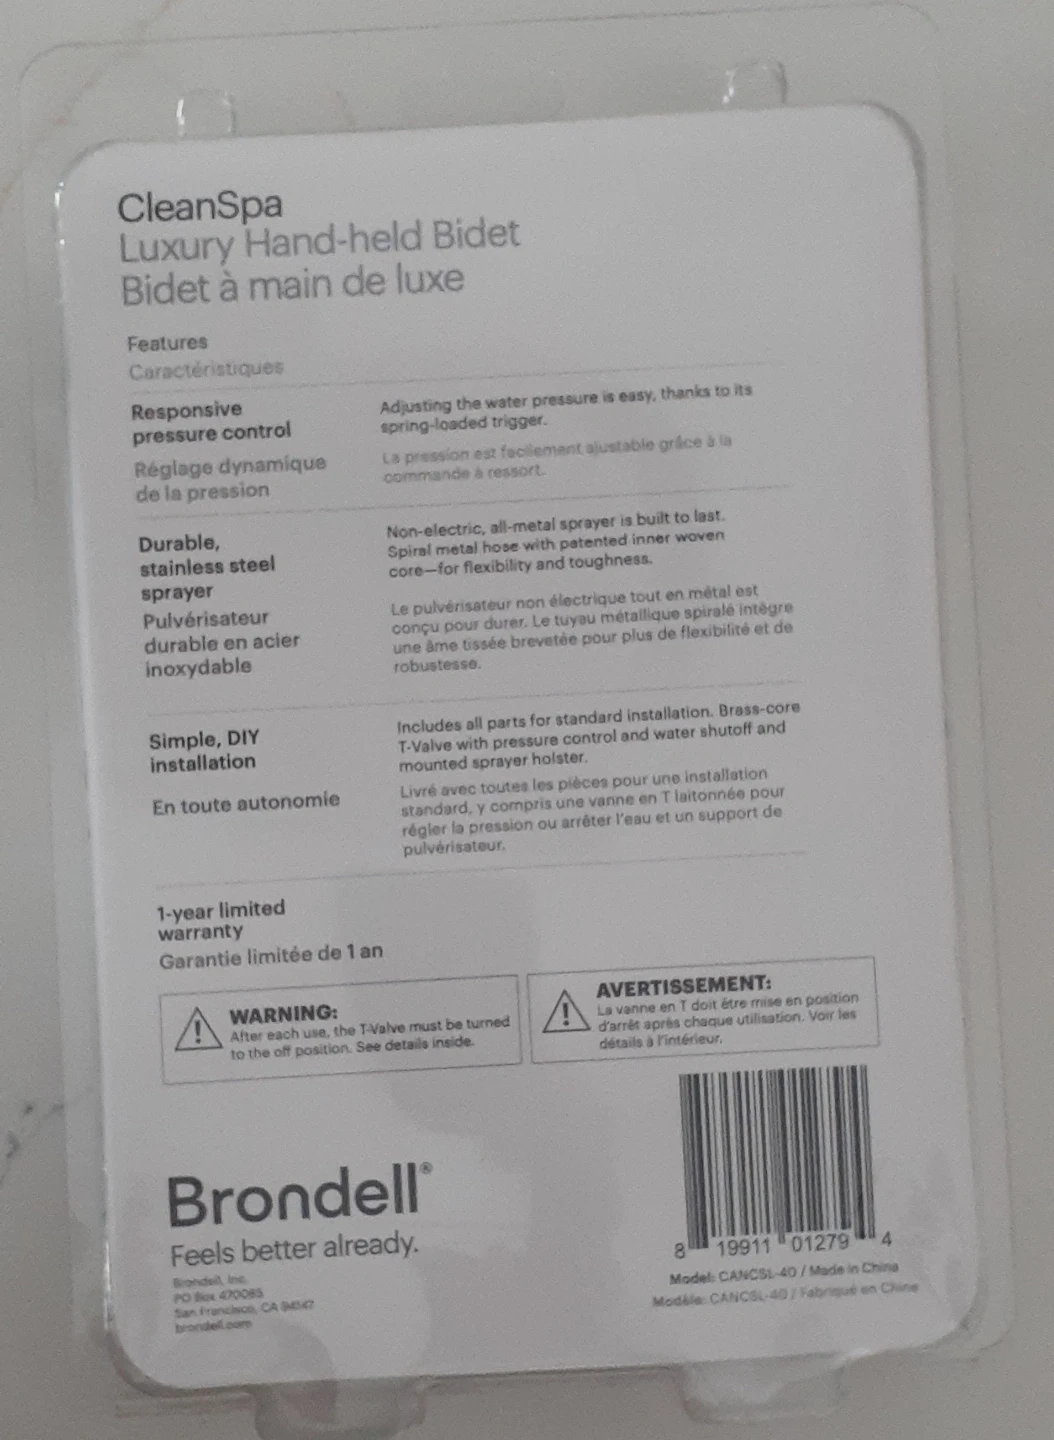 CleanSpa
Luxury Hand-held Bidet
Bidet à main de luxe
Features
Caractéristiques
Responsive
pressure control
Adjusting the water pressure is easy, thanks to its
spring-loaded trigger.
Réglage dynamique
de la pression
La pression est facilement ajustable grâce à la
commande à ressort.
Durable,
stainless steel
sprayer
Non-electric, all-metal sprayer is built to last.
Spiral metal hose with patented inner woven
core—for flexibility and toughness.
Pulvérisateur
durable en acier
inoxydable
Le pulvérisateur non électrique tout en métal est
conçu pour durer. Le tuyau métallique spiralé intègre
une âme tissée brevetée pour plus de flexibilité et de
robustesse.
Simple, DIY
installation
Includes all parts for standard installation. Brass-core
T-Valve with pressure control and water shutoff and
mounted sprayer holster.
En toute autonomie
Livré avec toutes les pièces pour une installation
standard, y compris une vanne en T laitonnée pour
régler la pression ou arrêter l'eau et un support de
pulvérisateur.
1-year limited
warranty
Garantie limitée de 1 an
WARNING:
After each use, the T-Valve must be turned
to the off position. See details inside.
AVERTISSEMENT:
La vanne en T doit être mise en position
d'arrêt après chaque utilisation. Voir les
détails à l'intérieur.
Brondell®
Feels better already.
Brondell, Inc.
PO Box 470085
San Francisco, CA 94147
brondell.com
8 19911 01279 4
Model: CANCSL-40 / Made in China
Modèle: CANCSL-40 / Fabriqué en Chine